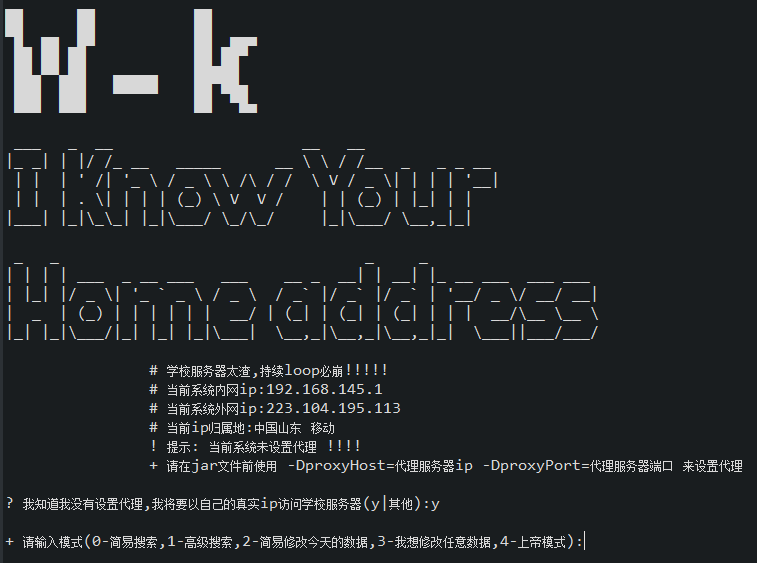 W-k
I Know Your
Home address
# 学校服务器太渣,持续loop必崩!!!!!
# 当前系统内网ip:192.168.145.1
# 当前系统外网ip:223.104.195.113
# 当前ip归属地:中国山东 移动
! 提示: 当前系统未设置代理 !!!!
+ 请在jar文件前使用 -DproxyHost=代理服务器ip -DproxyPort=代理服务器端口 来设置代理
? 我知道我没有设置代理,我将要以自己的真实ip访问学校服务器(y|其他):y
+ 请输入模式(0-简易搜索,1-高级搜索,2-简易修改今天的数据,3-我想修改任意数据,4-上帝模式):